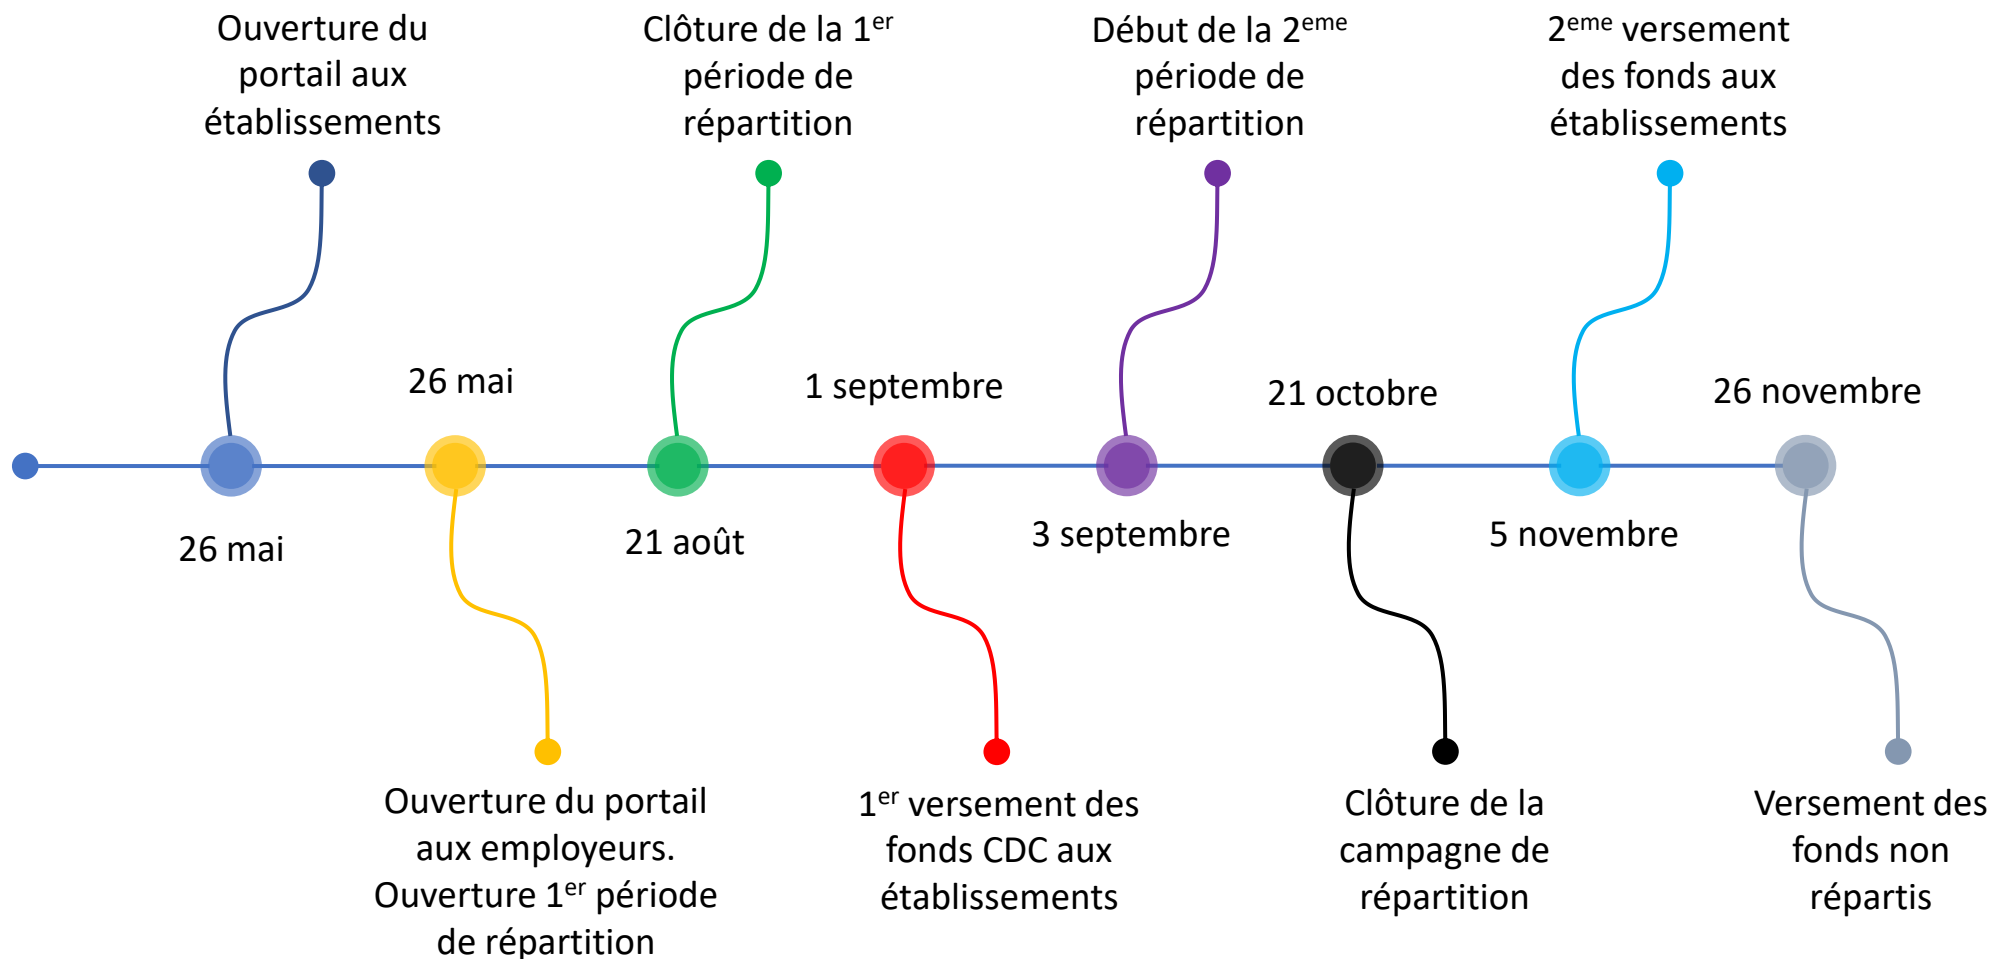 Ouverture du
portail aux
établissements
Clôture de la 1er
période de
répartition
Début de la 2eme
période de
répartition
2eme versement
des fonds aux
établissements
26 mai
1 septembre
21 octobre
26 novembre
26 mai
21 août
3 septembre
5 novembre
Ouverture du portail
aux employeurs.
Ouverture 1er période
de répartition
1er versement des
fonds CDC aux
établissements
Clôture de la
campagne de
répartition
Versement des
fonds non
répartis